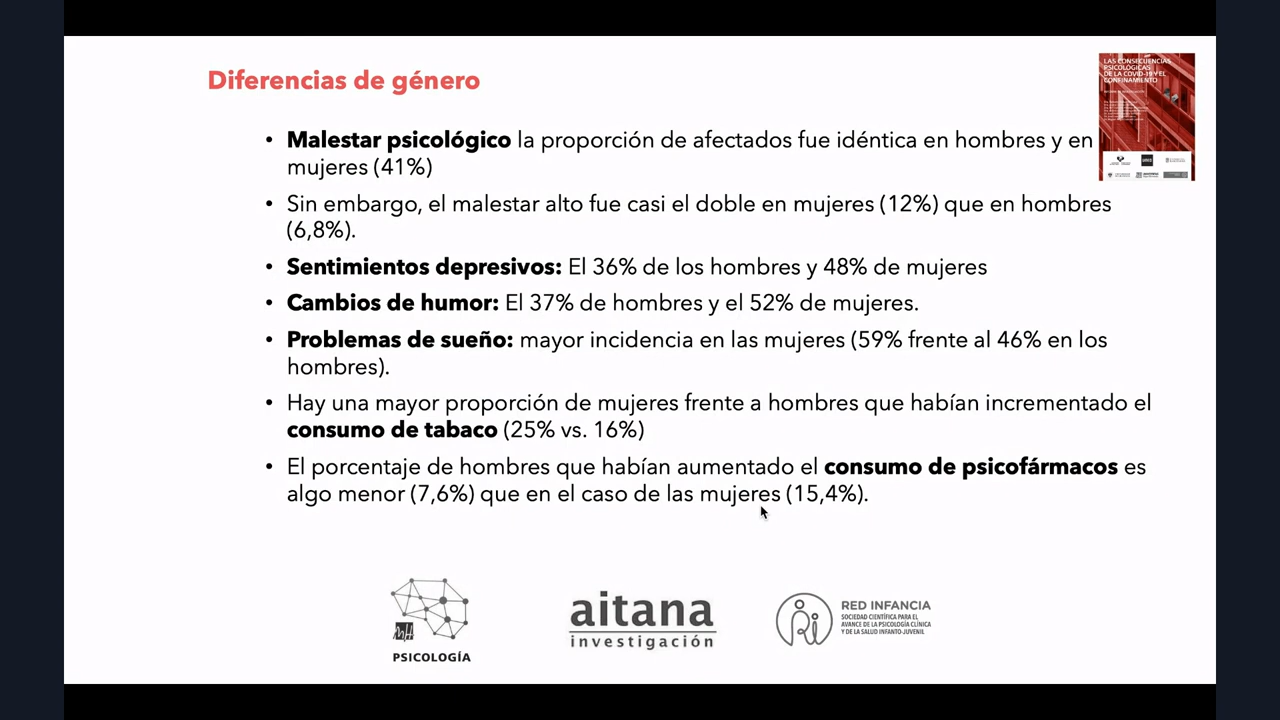 Diferencias de género
LAS CONSECUENCIAS
PSICOLÓGICAS
DE LA COVID-19 Y EL
CONFINAMIENTO
• Malestar psicológico la proporción de afectados fue idéntica en hombres y en
mujeres (41%)
• Sin embargo, el malestar alto fue casi el doble en mujeres (12%) que en hombres
(6,8%).
• Sentimientos depresivos: El 36% de los hombres y 48% de mujeres
• Cambios de humor: El 37% de hombres y el 52% de mujeres.
• Problemas de sueño: mayor incidencia en las mujeres (59% frente al 46% en los
hombres).
• Hay una mayor proporción de mujeres frente a hombres que habían incrementado el
consumo de tabaco (25% vs. 16%)
• El porcentaje de hombres que habían aumentado el consumo de psicofármacos es
algo menor (7,6%) que en el caso de las mujeres (15,4%).
PSICOLOGÍA
aitana
investigación
RED INFANCIA
SOCIEDAD CIENTÍFICA PARA EL
AVANCE DE LA PSICOLOGÍA CLÍNICA
Y DE LA SALUD INFANTO-JUVENIL